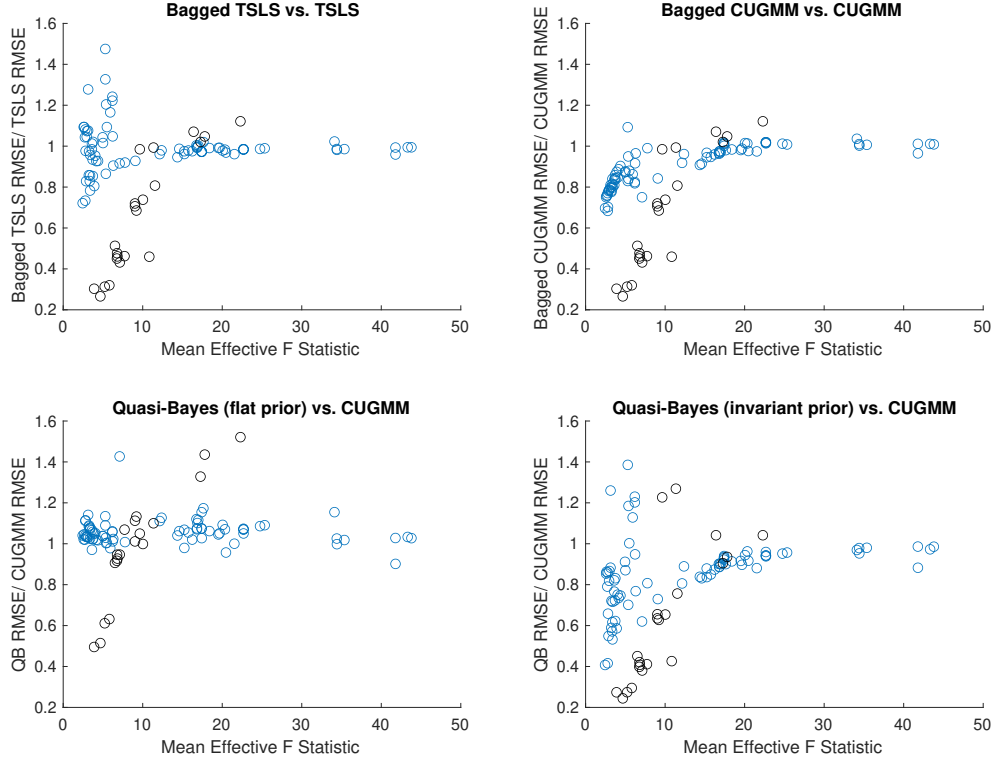 Bagged TSLS vs. TSLS
Bagged TSLS RMSE/ TSLS RMSE
1.6
1.4
1.2
1
0.8
0.6
0.4
0.2
0 10 20 30 40 50
Mean Effective F Statistic
Bagged CUGMM vs. CUGMM
Bagged CUGMM RMSE/ CUGMM RMSE
1.6
1.4
1.2
1
0.8
0.6
0.4
0.2
0 10 20 30 40 50
Mean Effective F Statistic
Quasi-Bayes (flat prior) vs. CUGMM
QB RMSE/ CUGMM RMSE
1.6
1.4
1.2
1
0.8
0.6
0.4
0.2
0 10 20 30 40 50
Mean Effective F Statistic
Quasi-Bayes (invariant prior) vs. CUGMM
QB RMSE/ CUGMM RMSE
1.6
1.4
1.2
1
0.8
0.6
0.4
0.2
0 10 20 30 40 50
Mean Effective F Statistic